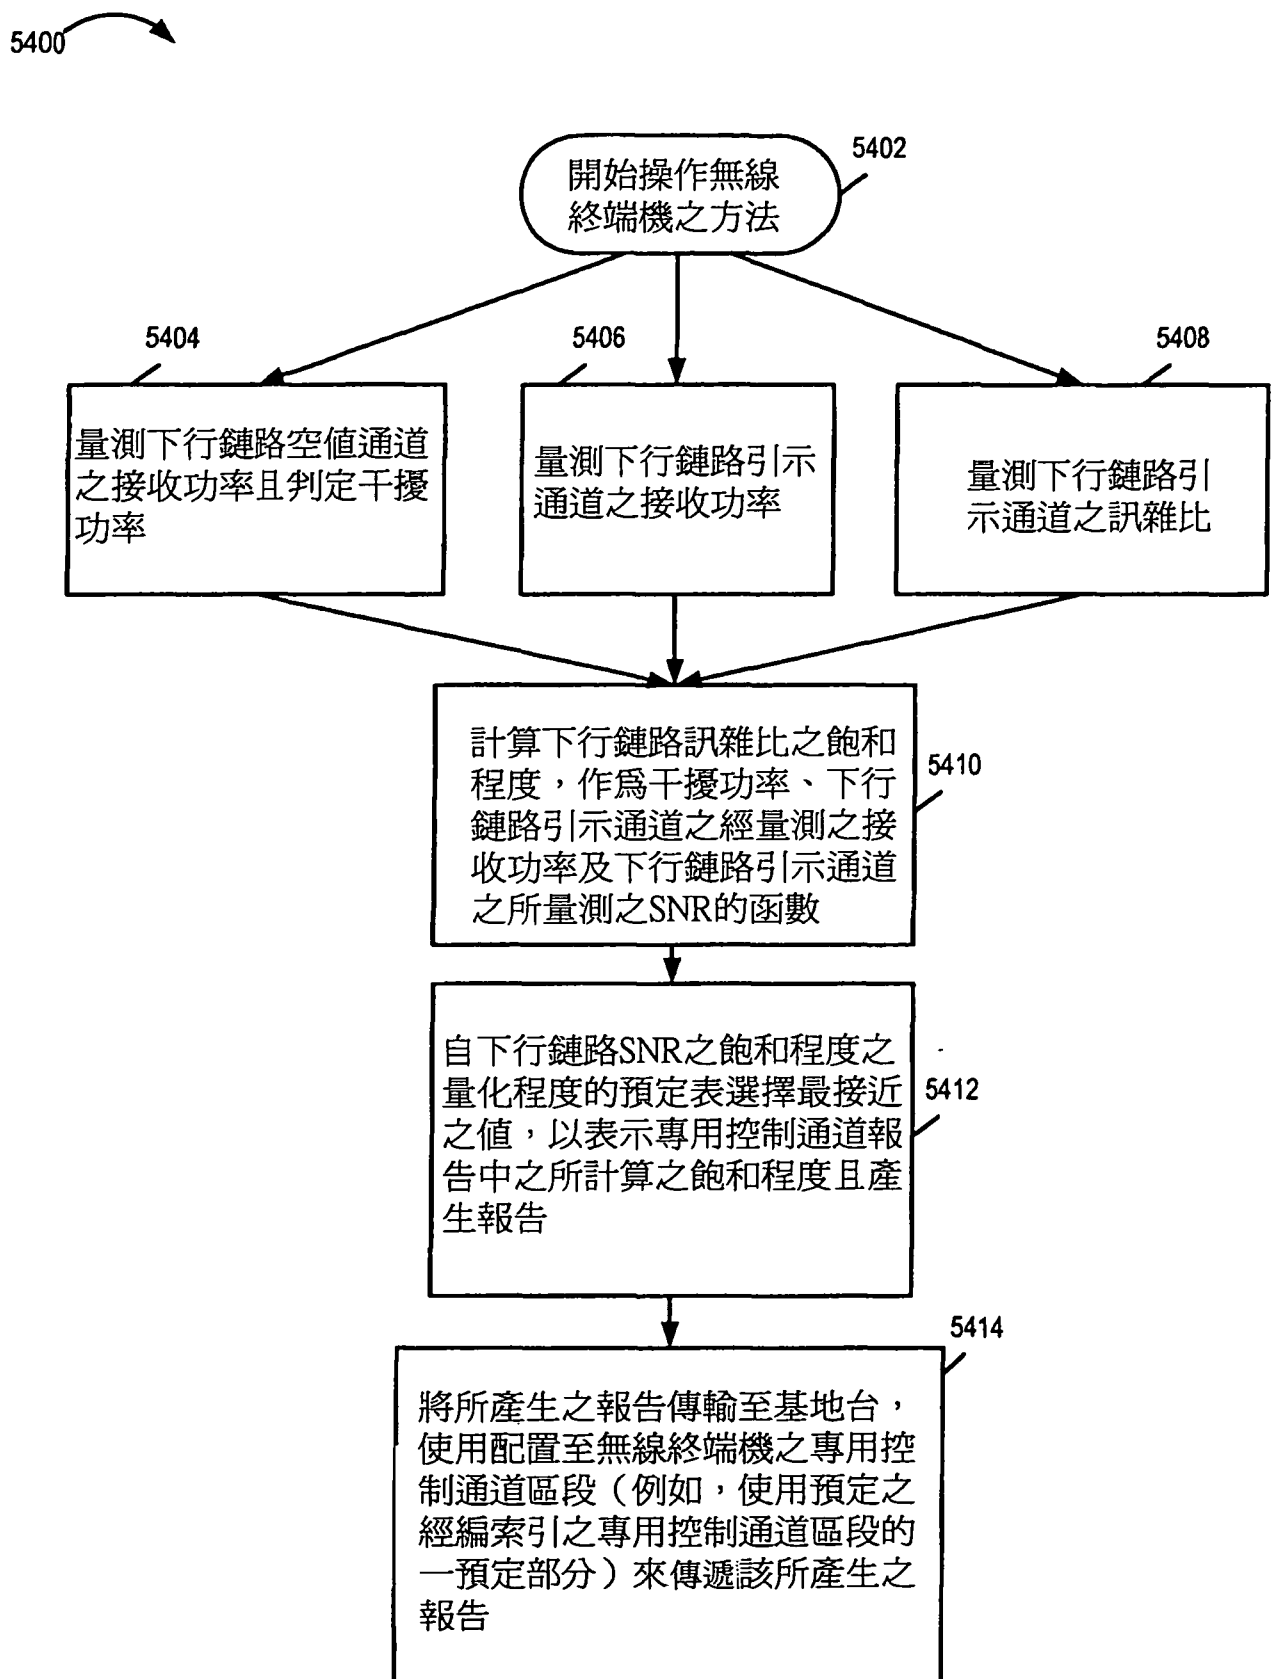 5400
5402
開始操作無線
終端機之方法
5404
5406
5408
量測下行鏈路空值通道
之接收功率且判定干擾
功率
量測下行鏈路引示
通道之接收功率
量測下行鏈路引
示通道之訊雜比
計算下行鏈路訊雜比之飽和
程度，作爲干擾功率、下行
鏈路引示通道之經量測之接
收功率及下行鏈路引示通道
之所量測之SNR的函數
5410
自下行鏈路SNR之飽和程度之
量化程度的預定表選擇最接近
之值，以表示專用控制通道報
告中之所計算之飽和程度且產
生報告
5412
5414
將所產生之報告傳輸至基地台，
使用配置至無線終端機之專用控
制通道區段（例如，使用預定之
經編索引之專用控制通道區段的
一預定部分）來傳遞該所產生之
報告